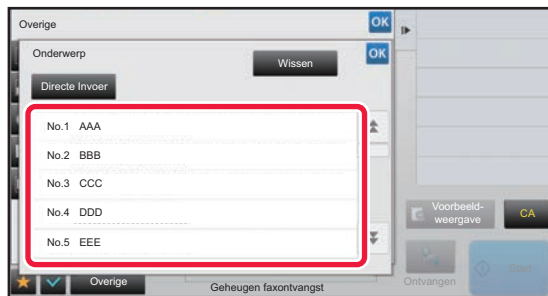 Overige
OK
Onderwerp
Wissen
OK
Directe Invoer
No.1 AAA
No.2 BBB
No.3 CCC
No.4 DDD
No.5 EEE
Voorbeeld-
weergave
CA
Ontvangen
Start
Overige
Geheugen faxontvangst